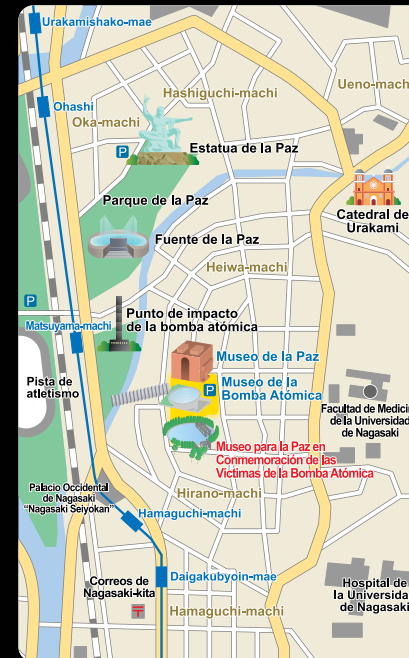 Urakamishako-mae
Ohashi
Hashiguchi-machi
Ueno-mach
Oka-machi
P
Estatua de la Paz
Parque de la Paz
Catedral de
Urakami
Fuente de la Paz
Heiwa-machi
P
Punto de impacto
de la bomba atómica
Matsuyama-machi
Museo de la Paz
Pista de
atletismo
P
Museo de la
Bomba Atómica
Facultad de Medicin
de la Universidad
de Nagasaki
Museo para la Paz en
Conmemoración de las
Víctimas de la Bomba Atómica
Palacio Occidental
de Nagasaki
"Nagasaki Seiyokan"
Hirano-machi
Hamaguchi-machi
Correos de
Nagasaki-kita
〒
Daigakubyoin-mae
Hamaguchi-machi
Hospital de
la Universida
de Nagasaki